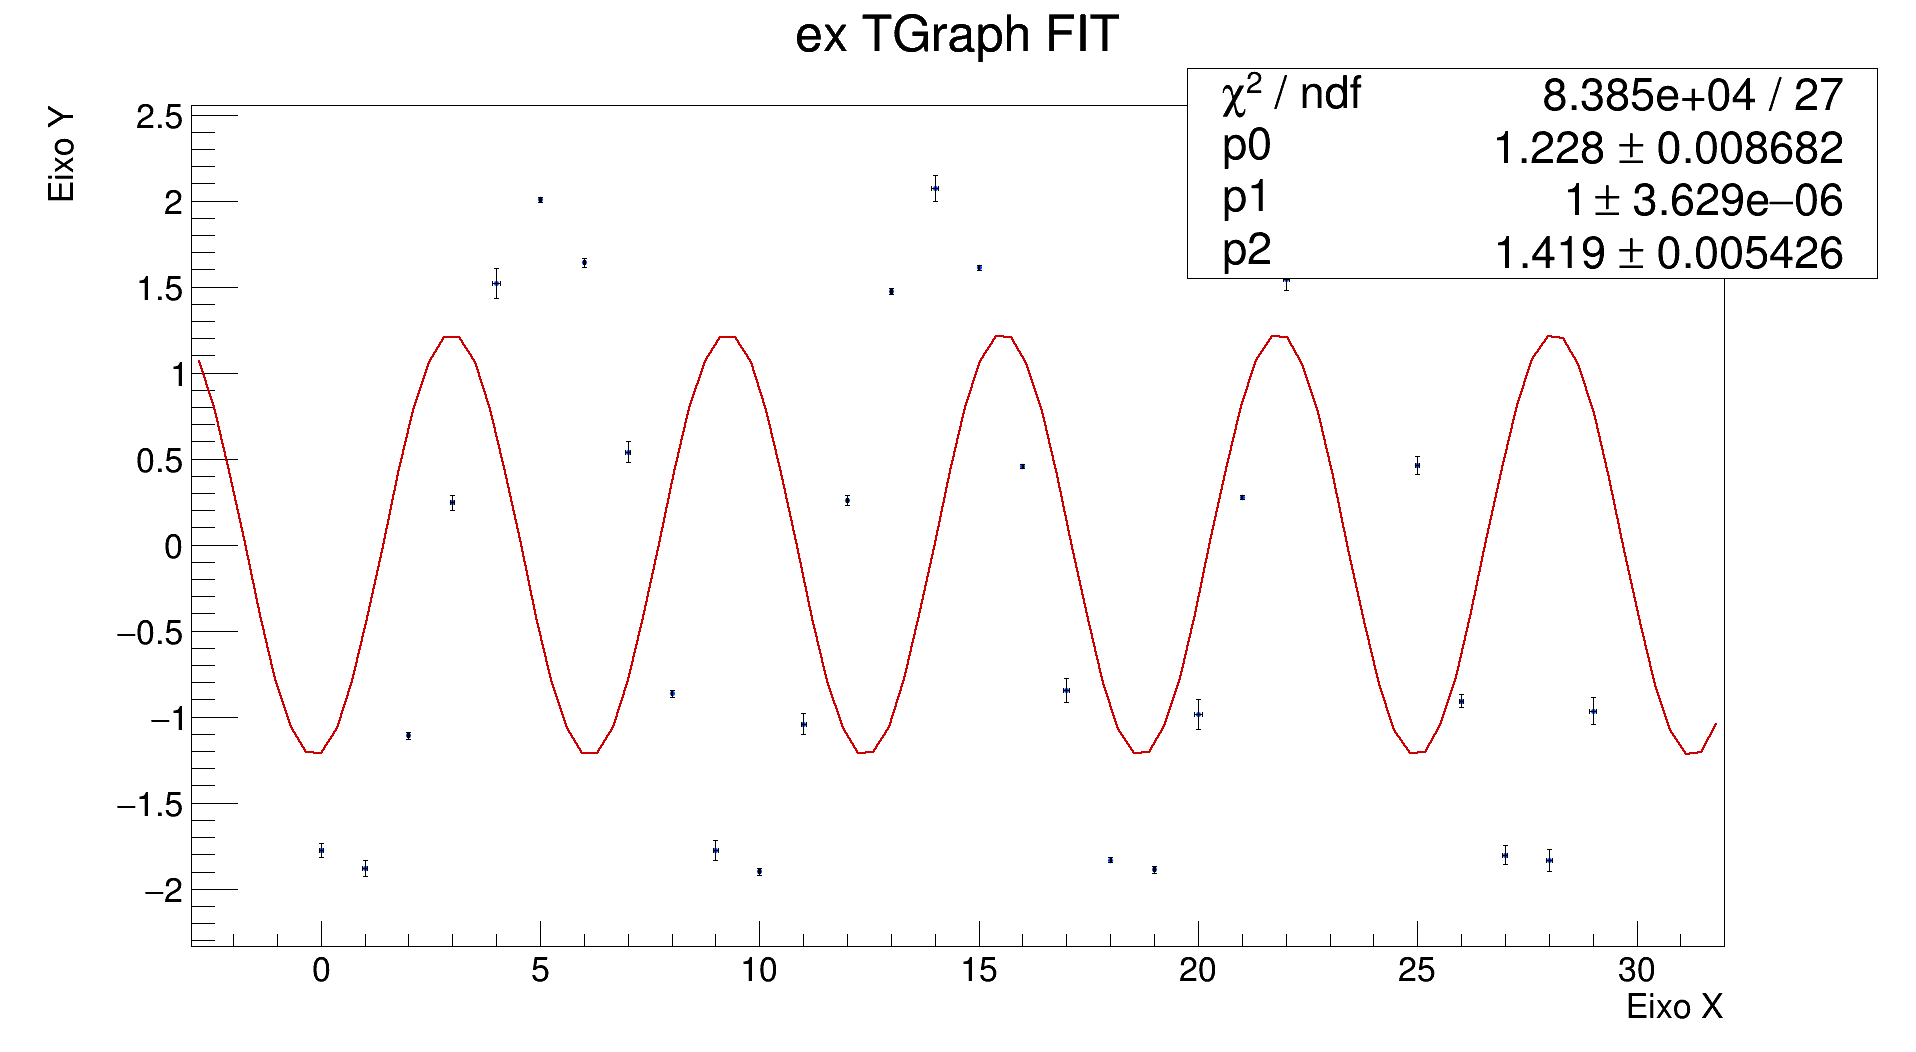 ex TGraph FIT
χ² / ndf 8.385e+04 / 27
p0 1.228 ± 0.008682
p1 1 ± 3.629e−06
p2 1.419 ± 0.005426
Eixo Y
2.5
2
1.5
1
0.5
0
−0.5
−1
−1.5
−2
0 5 10 15 20 25 30
Eixo X